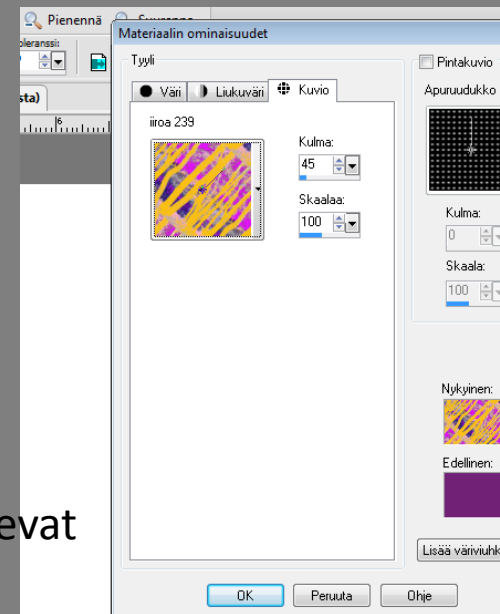 Pienennä
Materiaalin ominaisuudet
Tyyli
Väri
Liukuväri
Kuvio
iiroa 239
Kulma:
45
Skaalaa:
100
Pintakuvio
Apuruudukko
Kulma:
0
Skaala:
100
Nykyinen:
Edellinen:
Lisää väriviuhk
OK
Peruuta
Ohje
sta)
6
evat